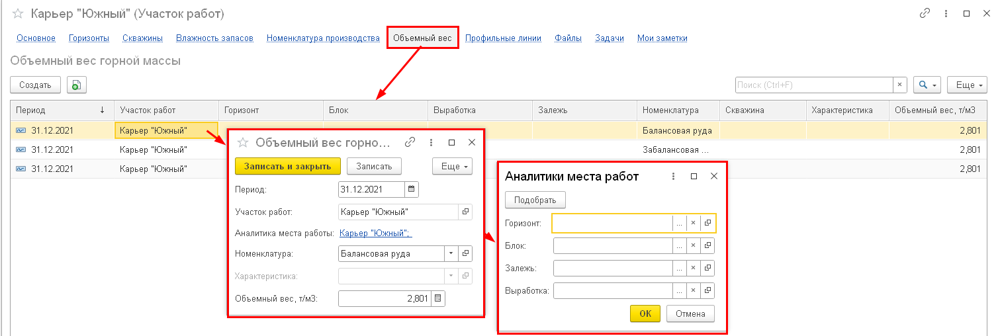 Карьер "Южный" (Участок работ)
Основное Горизонты Скважины Влажность запасов Номенклатура производства Объемный вес Профильные линии Файлы Задачи Мои заметки
Объемный вес горной массы
Создать Поиск (Ctrl+F) × Еще
Период ↓ Участок работ Горизонт Блок Выработка Залежь Номенклатура Скважина Характеристика Объемный вес, т/м3
31.12.2021 Карьер "Южный" Балансовая руда 2,801
31.12.2021 Карьер "Южный" Забалансовая ... 2,801
31.12.2021 Карьер "Южный" 2,801
Объемный вес горно...
Записать и закрыть Записать Еще
Период: 31.12.2021
Участок работ: Карьер "Южный"
Аналитика места работы: Карьер "Южный";
Номенклатура: Балансовая руда
Характеристика:
Объемный вес, т/м3: 2,801
Аналитики места работ
Подобрать
Горизонт: ... ×
Блок: ... ×
Залежь: ... ×
Выработка: ... ×
ОК Отмена